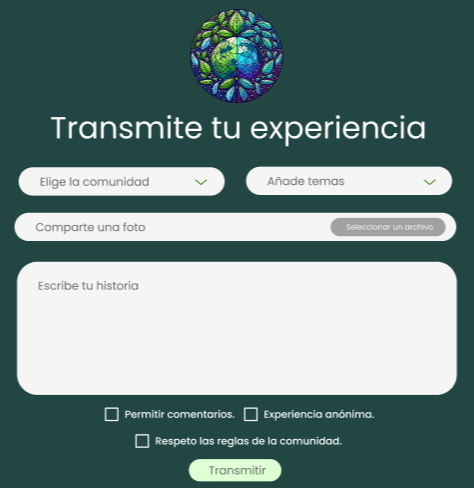 Transmite tu experiencia
Elige la comunidad
Añade temas
Comparte una foto
Seleccionar un archivo
Escribe tu historia
Permitir comentarios.
Experiencia anónima.
Respeto las reglas de la comunidad.
Transmitir